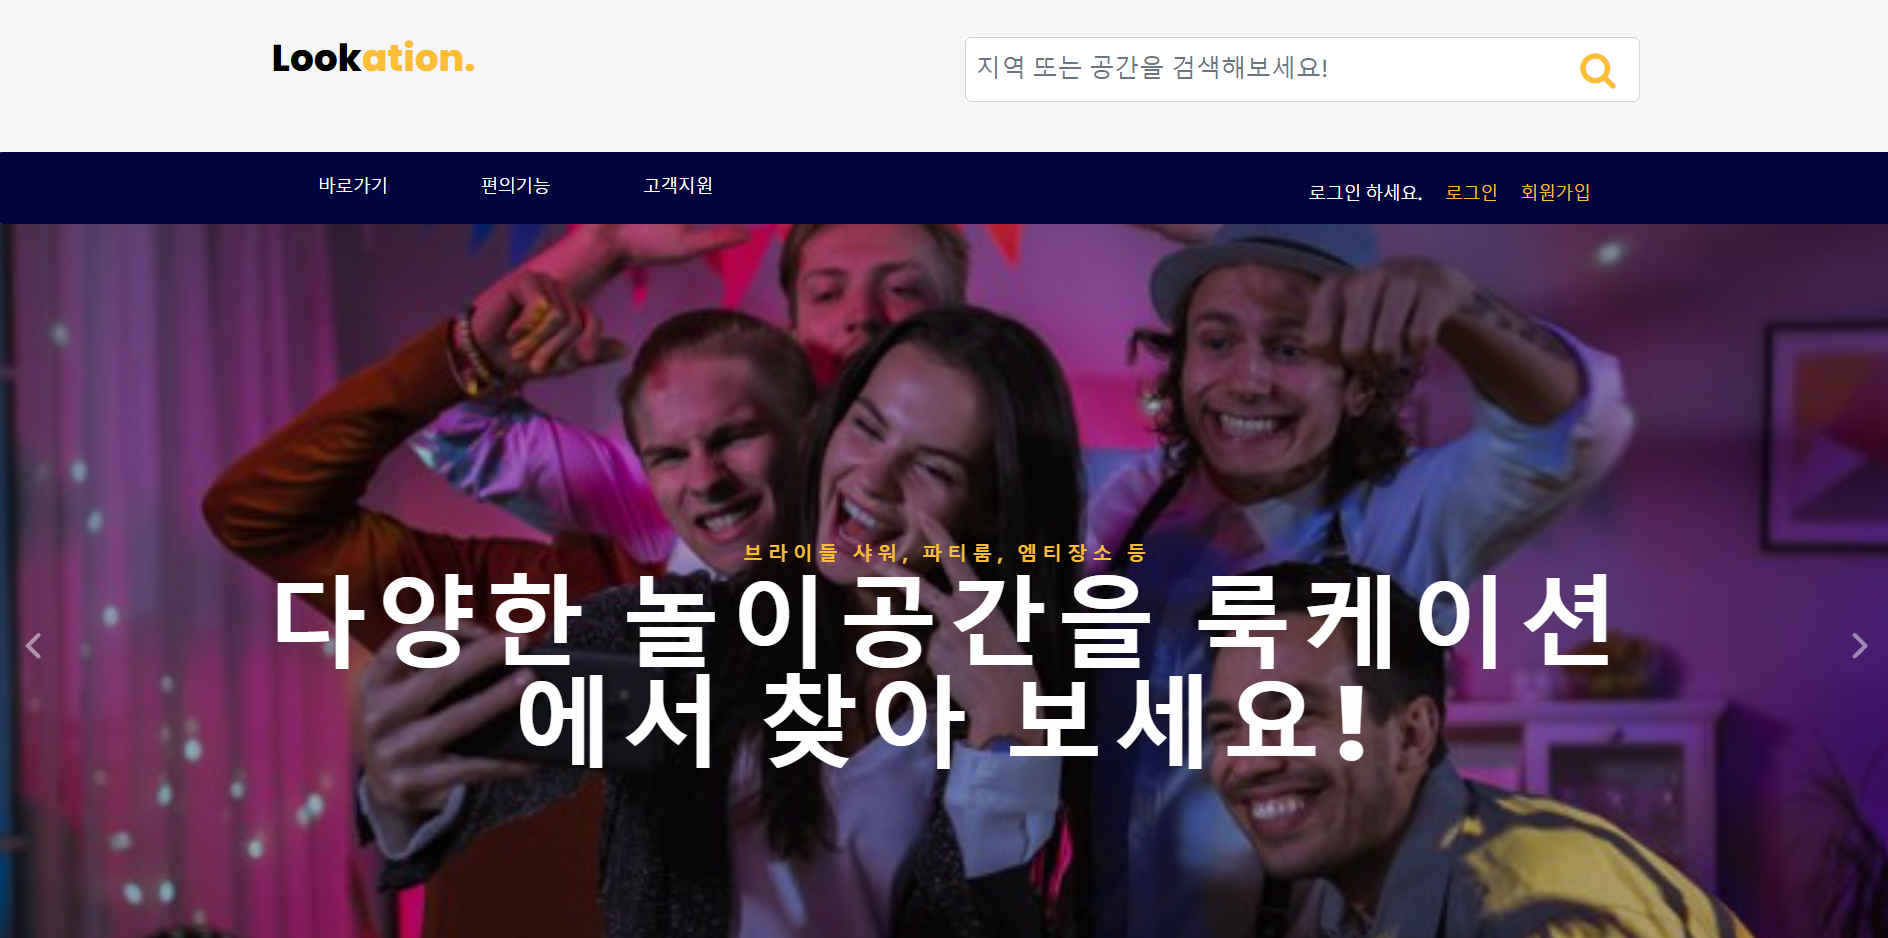 Lookation.
지역 또는 공간을 검색해보세요!
바로가기 편의기능 고객지원
로그인 하세요. 로그인 회원가입
브라이들 샤워, 파티룸, 엠티장소 등
다양한 놀이공간을 룩케이션
에서 찾아 보세요!